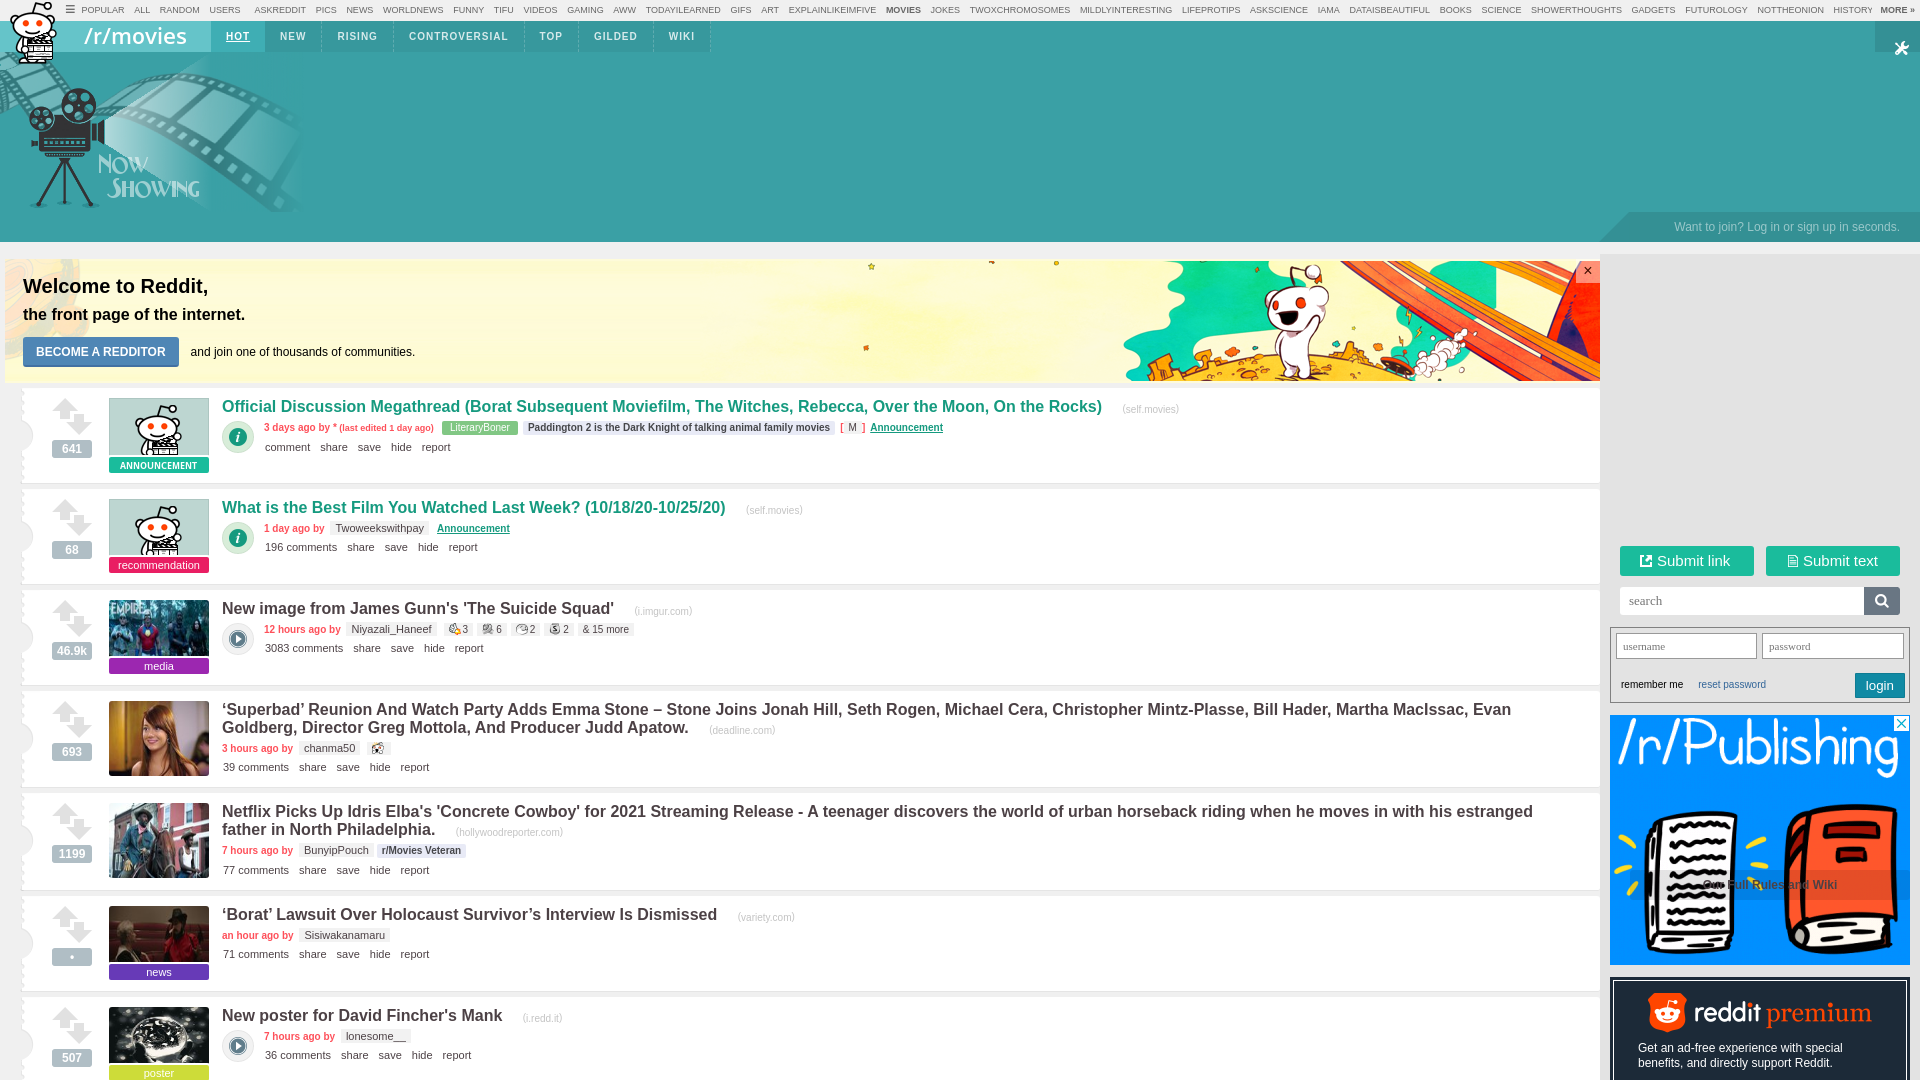 POPULAR ALL RANDOM USERS ASKREDDIT PICS NEWS WORLDNEWS FUNNY TIFU VIDEOS GAMING AWW TODAYILEARNED GIFS ART EXPLAINLIKEIMFIVE MOVIES JOKES TWOXCHROMOSOMES MILDLYINTERESTING LIFEPROTIPS ASKSCIENCE IAMA DATAISBEAUTIFUL BOOKS SCIENCE SHOWERTHOUGHTS GADGETS FUTUROLOGY NOTTHEONION HISTORY MORE »
/r/movies HOT NEW RISING CONTROVERSIAL TOP GILDED WIKI
NOW
SHOWING
Want to join? Log in or sign up in seconds.
Welcome to Reddit,
the front page of the internet.
BECOME A REDDITOR and join one of thousands of communities.
×
Official Discussion Megathread (Borat Subsequent Moviefilm, The Witches, Rebecca, Over the Moon, On the Rocks) (self.movies)
3 days ago by * (last edited 1 day ago) LiteraryBoner Paddington 2 is the Dark Knight of talking animal family movies [ M ] Announcement
641
comment share save hide report
ANNOUNCEMENT
What is the Best Film You Watched Last Week? (10/18/20-10/25/20) (self.movies)
1 day ago by Twoweekswithpay Announcement
68
196 comments share save hide report
recommendation
New image from James Gunn's 'The Suicide Squad' (i.imgur.com)
EMPIRE
12 hours ago by Niyazali_Haneef 3 6 2 2 & 15 more
46.9k
3083 comments share save hide report
media
‘Superbad’ Reunion And Watch Party Adds Emma Stone – Stone Joins Jonah Hill, Seth Rogen, Michael Cera, Christopher Mintz-Plasse, Bill Hader, Martha MacIssac, Evan
Goldberg, Director Greg Mottola, And Producer Judd Apatow. (deadline.com)
3 hours ago by chanma50
693
39 comments share save hide report
Netflix Picks Up Idris Elba's 'Concrete Cowboy' for 2021 Streaming Release - A teenager discovers the world of urban horseback riding when he moves in with his estranged
father in North Philadelphia. (hollywoodreporter.com)
7 hours ago by BunyipPouch r/Movies Veteran
1199
77 comments share save hide report
‘Borat’ Lawsuit Over Holocaust Survivor’s Interview Is Dismissed (variety.com)
an hour ago by Sisiwakanamaru
•
71 comments share save hide report
news
New poster for David Fincher's Mank (i.redd.it)
7 hours ago by lonesome__
507
36 comments share save hide report
poster
Submit link Submit text
search
username password
remember me reset password login
/r/Publishing
Our Full Rules and Wiki
reddit premium
Get an ad-free experience with special
benefits, and directly support Reddit.